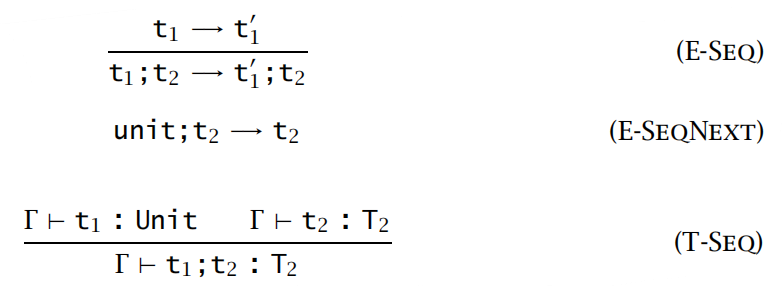 t₁ ⟶ t₁′
t₁;t₂ ⟶ t₁′;t₂ (E-SEQ)
unit;t₂ ⟶ t₂ (E-SEQNEXT)
Γ ⊢ t₁ : Unit Γ ⊢ t₂ : T₂
Γ ⊢ t₁;t₂ : T₂ (T-SEQ)